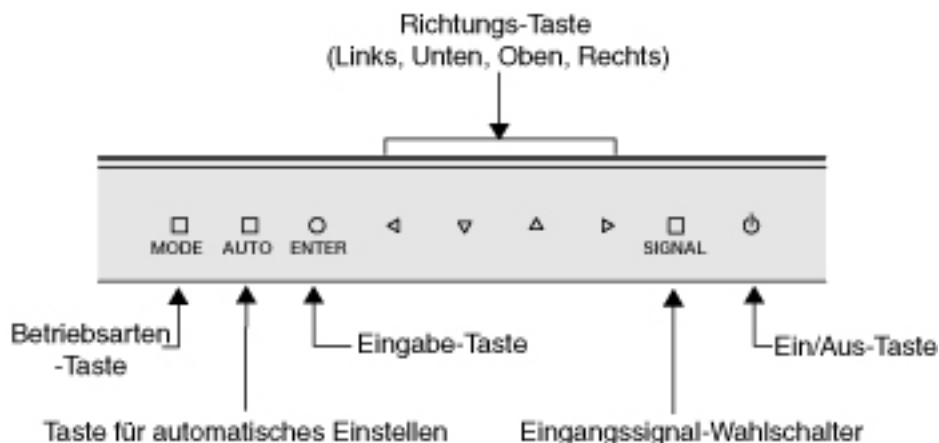 Richtungs-Taste
(Links, Unten, Oben, Rechts)
MODE AUTO ENTER SIGNAL
Betriebsarten
-Taste
Eingabe-Taste
Ein/Aus-Taste
Taste für automatisches Einstellen
Eingangssignal-Wahlschalter